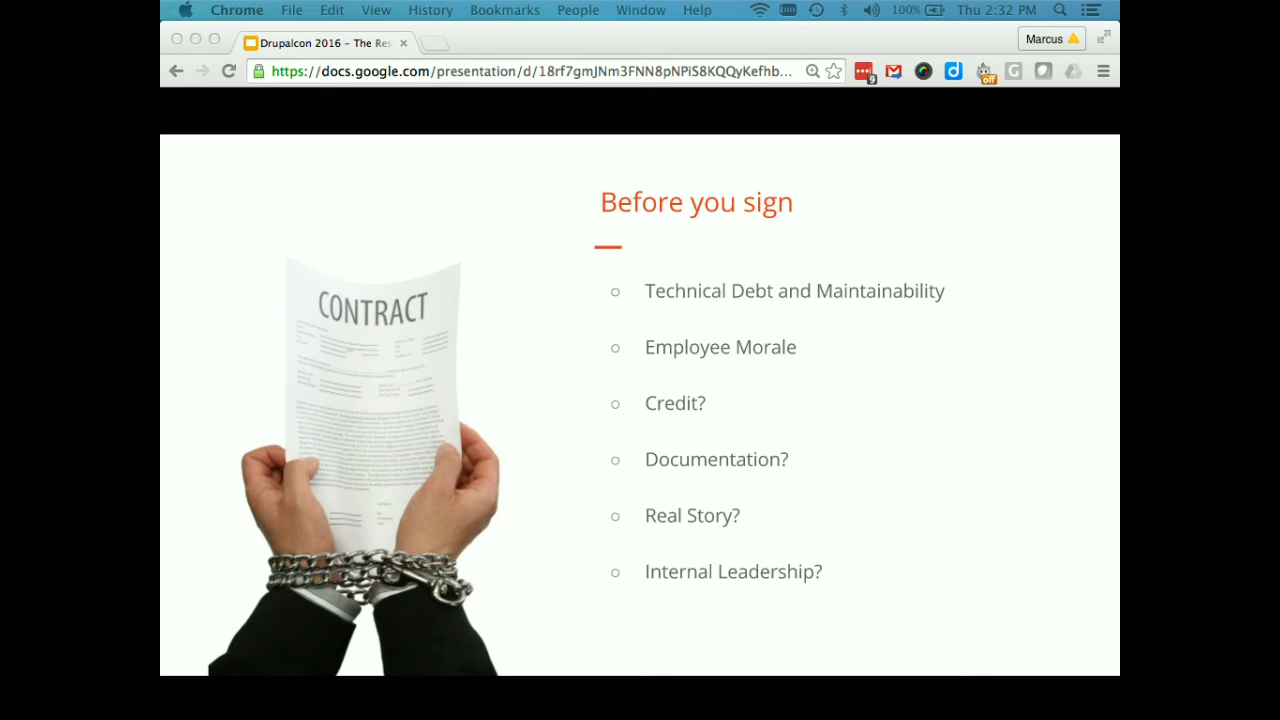 Chrome File Edit View History Bookmarks People Window Help 100% Thu 2:32 PM
Drupalcon 2016 – The Res
Marcus
https://docs.google.com/presentation/d/18rf7gmJNm3FNN8pNPiS8KQQyKefhb...
9
off
Before you sign
CONTRACT
Technical Debt and Maintainability
Employee Morale
Credit?
Documentation?
Real Story?
Internal Leadership?